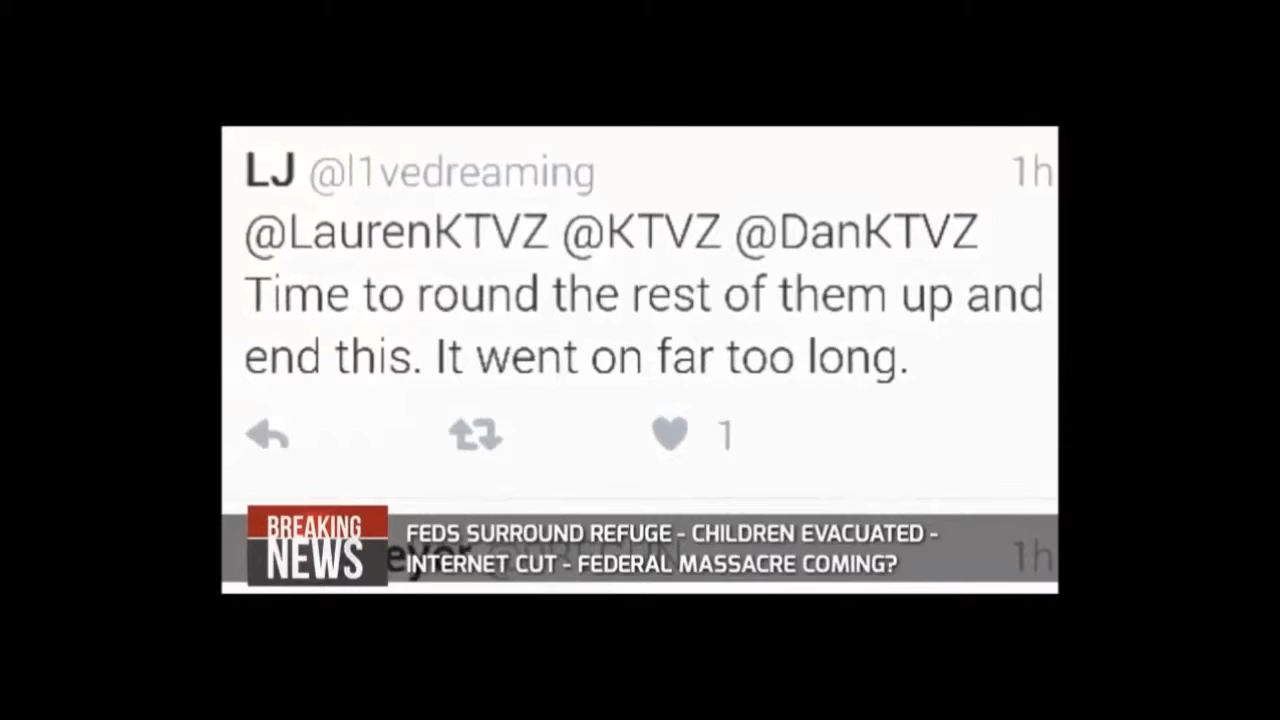 LJ @l1vedreaming 1h
@LaurenKTVZ @KTVZ @DanKTVZ
Time to round the rest of them up and
end this. It went on far too long.
1
BREAKING
NEWS
FEDS SURROUND REFUGE - CHILDREN EVACUATED -
INTERNET CUT - FEDERAL MASSACRE COMING?
1h